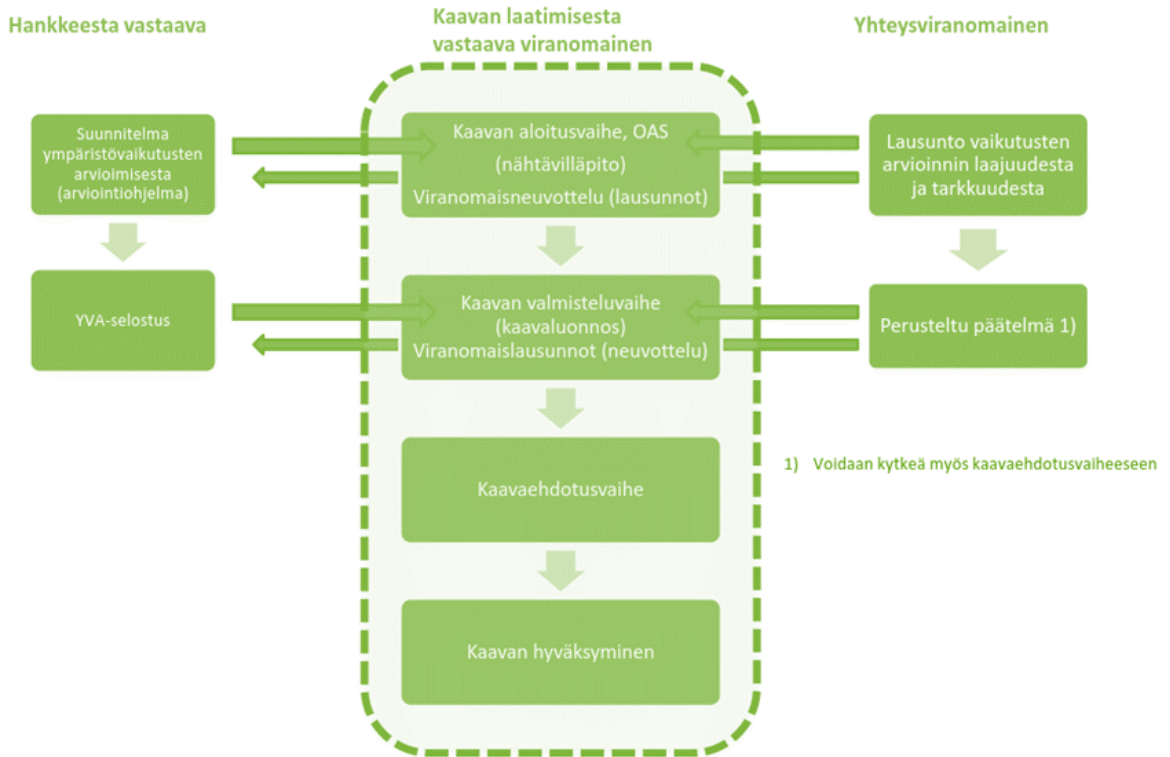 Hankkeesta vastaava
Kaavan laatimisesta
vastaava viranomainen
Yhteysviranomainen
Suunnitelma
ympäristövaikutusten
arvioimisesta
(arviointiohjelma)
Kaavan aloitusvaihe, OAS
(nähtävilläpito)
Viranomaisneuvottelu (lausunnot)
Lausunto vaikutusten
arvioinnin laajuudesta
ja tarkkuudesta
YVA-selostus
Kaavan valmisteluvaihe
(kaavaluonnos)
Viranomaislausunnot (neuvottelu)
Perusteltu päätelmä 1)
Kaavaehdotusvaihe
1) Voidaan kytkeä myös kaavaehdotusvaiheeseen
Kaavan hyväksyminen